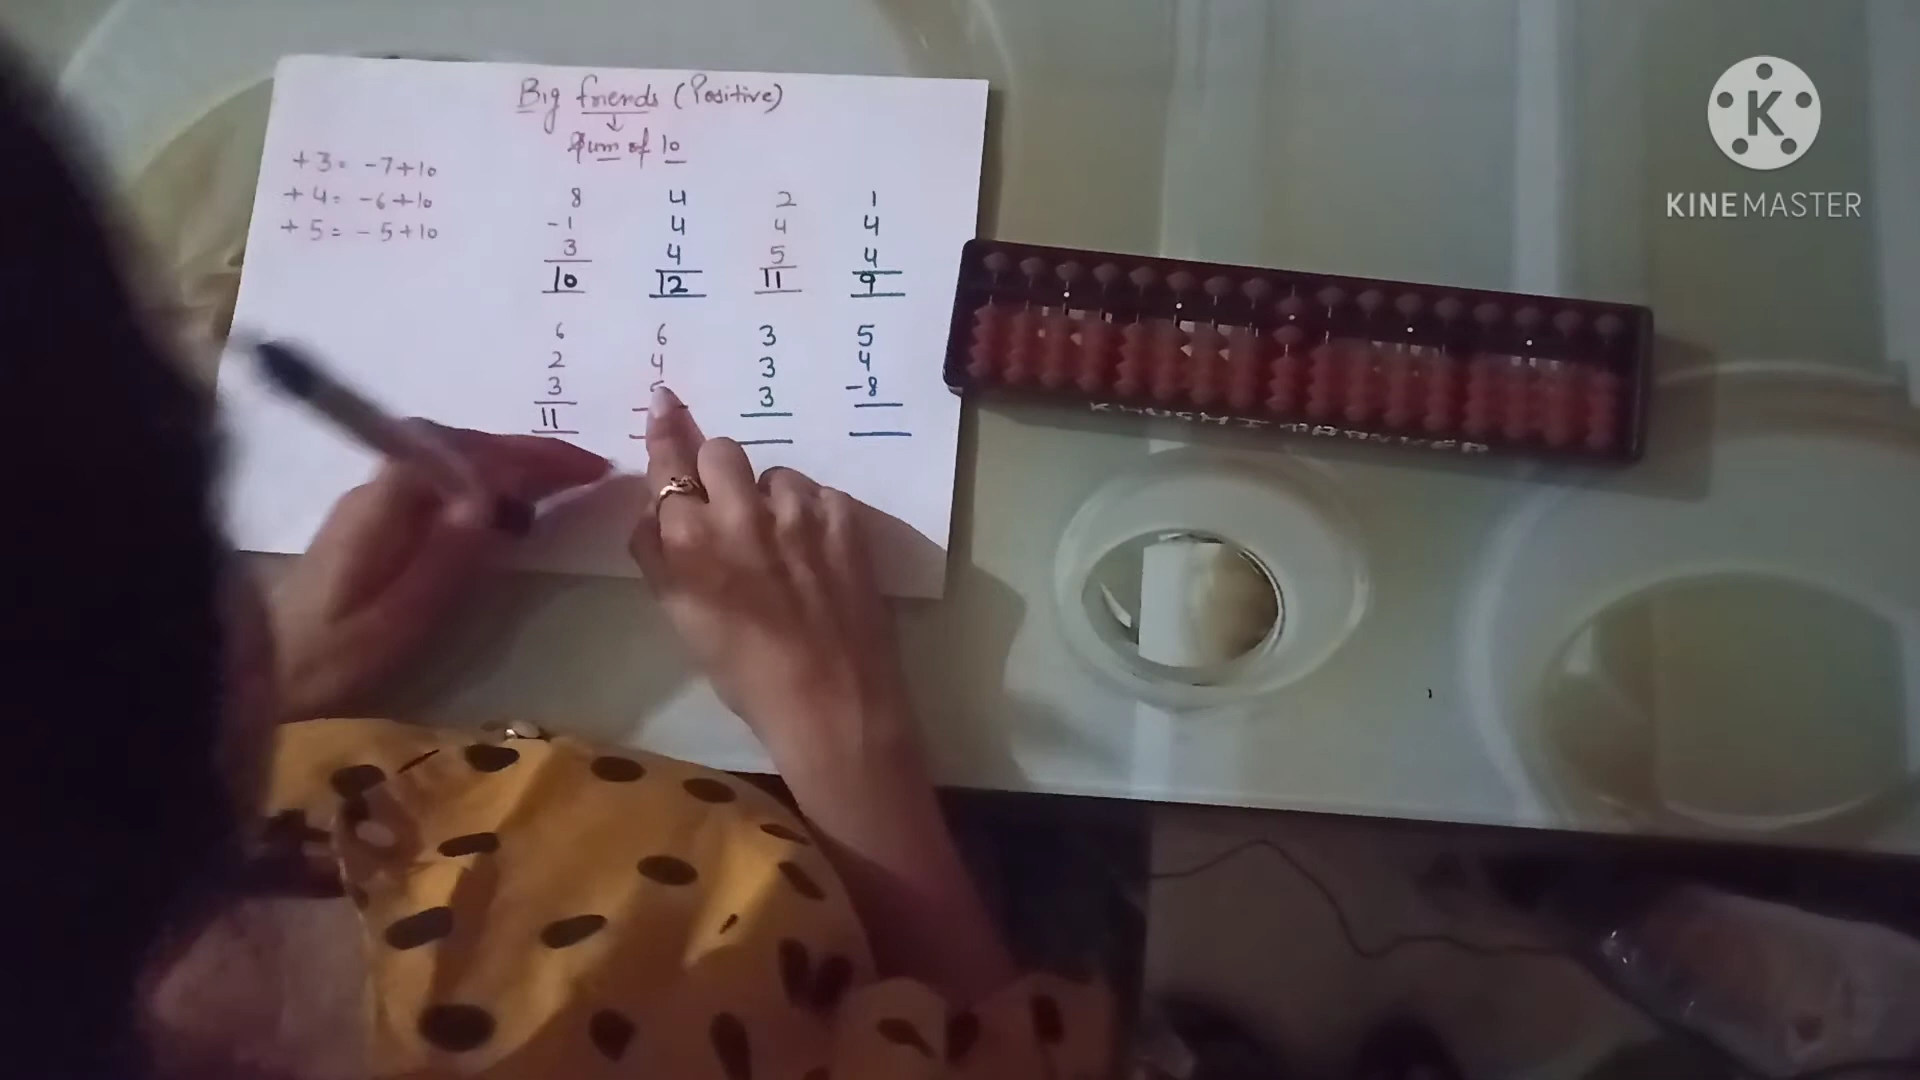 Big friends (Positive)
↓
Sum of 10
+3= -7+10
+4= -6+10
+5= -5+10
8 4 2 1
-1 4 4 4
3 4 5 4
10 12 11 9
6 6 3 5
2 4 3 4
3 5 3 -8
11
K
KINEMASTER